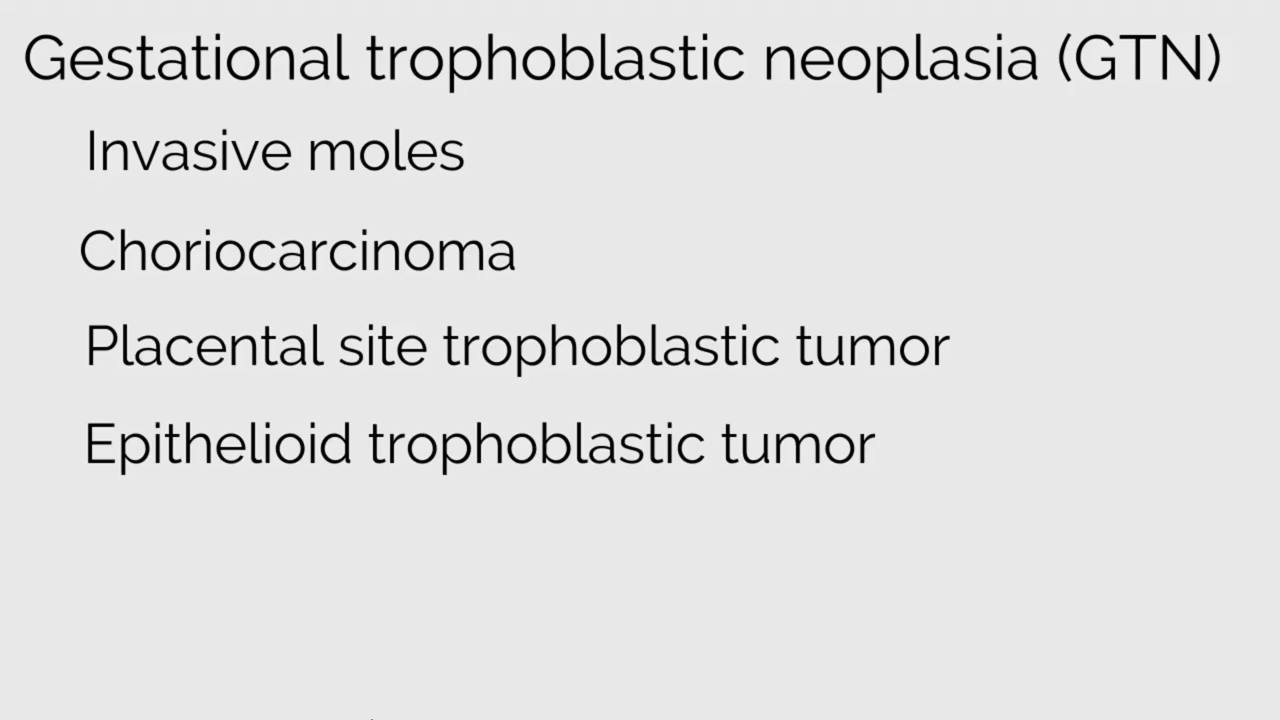 Gestational trophoblastic neoplasia (GTN)
Invasive moles
Choriocarcinoma
Placental site trophoblastic tumor
Epithelioid trophoblastic tumor